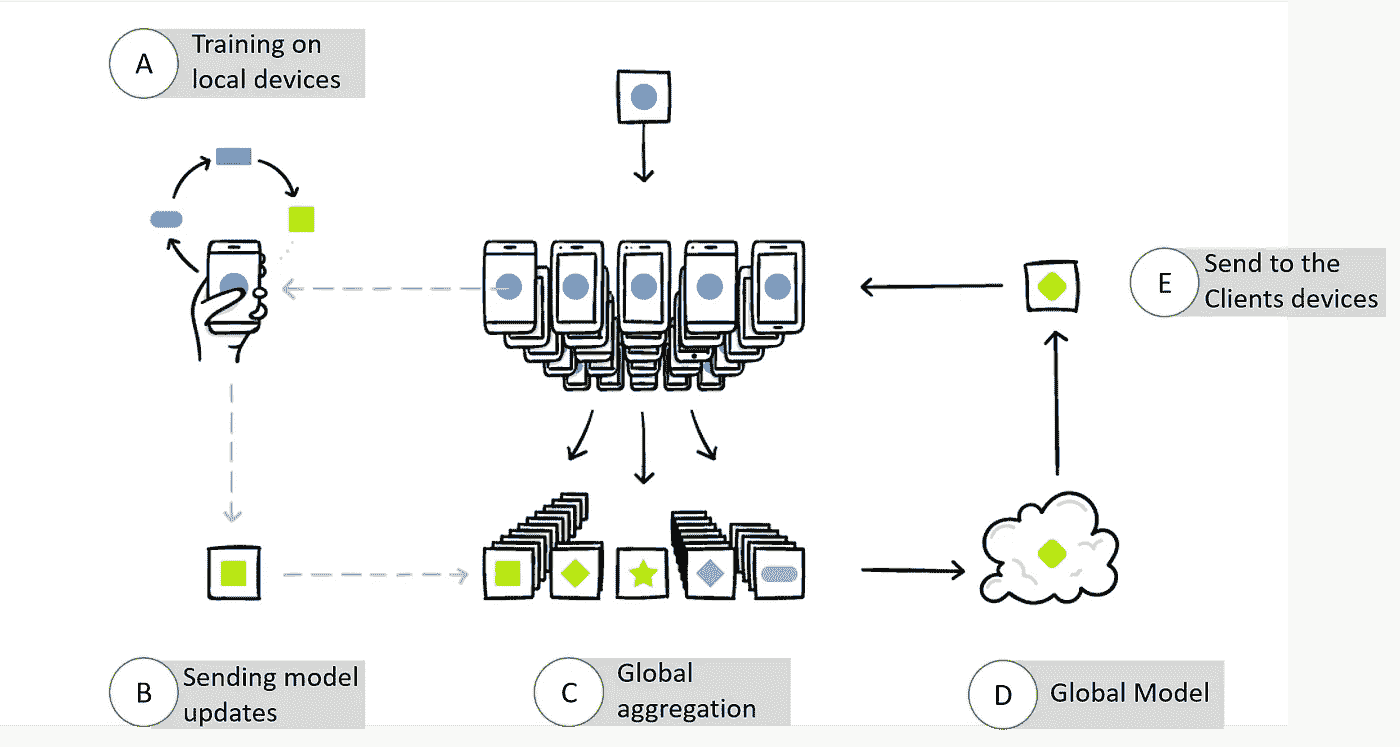 A
Training on
local devices
E
Send to the
Clients devices
B
Sending model
updates
C
Global
aggregation
D
Global Model